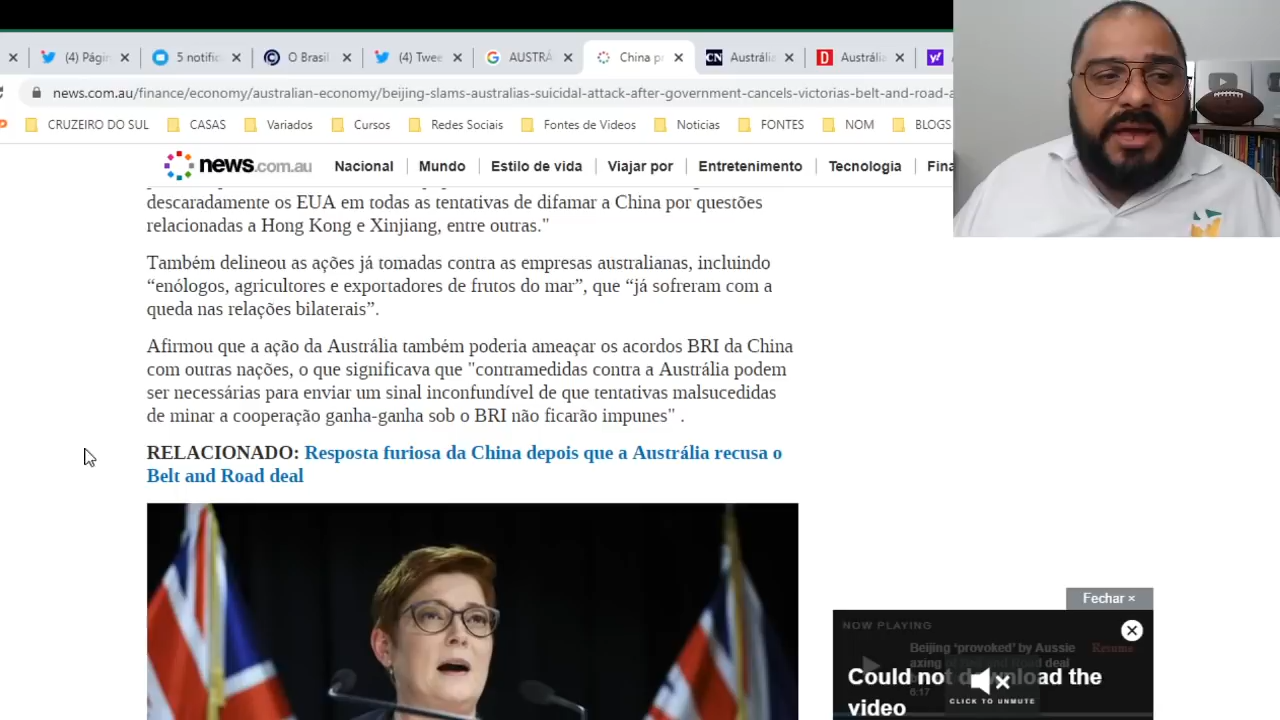 (4) Págin
5 notific
O Brasil
(4) Twee
AUSTRÁ
China pr
CN
Austrália
D
Austrália
news.com.au/finance/economy/australian-economy/beijing-slams-australias-suicidal-attack-after-government-cancels-victorias-belt-and-road-a
CRUZEIRO DO SUL
CASAS
Variados
Cursos
Redes Sociais
Fontes de Videos
Noticias
FONTES
NOM
BLOGS
news.com.au
Nacional
Mundo
Estilo de vida
Viajar por
Entretenimento
Tecnologia
Fina
descaradamente os EUA em todas as tentativas de difamar a China por questões
relacionadas a Hong Kong e Xinjiang, entre outras."
Também delineou as ações já tomadas contra as empresas australianas, incluindo
“enólogos, agricultores e exportadores de frutos do mar”, que “já sofreram com a
queda nas relações bilaterais”.
Afirmou que a ação da Austrália também poderia ameaçar os acordos BRI da China
com outras nações, o que significava que "contramedidas contra a Austrália podem
ser necessárias para enviar um sinal inconfundível de que tentativas malsucedidas
de minar a cooperação ganha-ganha sob o BRI não ficarão impunes" .
RELACIONADO: Resposta furiosa da China depois que a Austrália recusa o
Belt and Road deal
Fechar ×
NOW PLAYING
Beijing ‘provoked’ by Aussie
Resume
axing of Belt and Road deal
6:17
Could not download the
video
CLICK TO UNMUTE